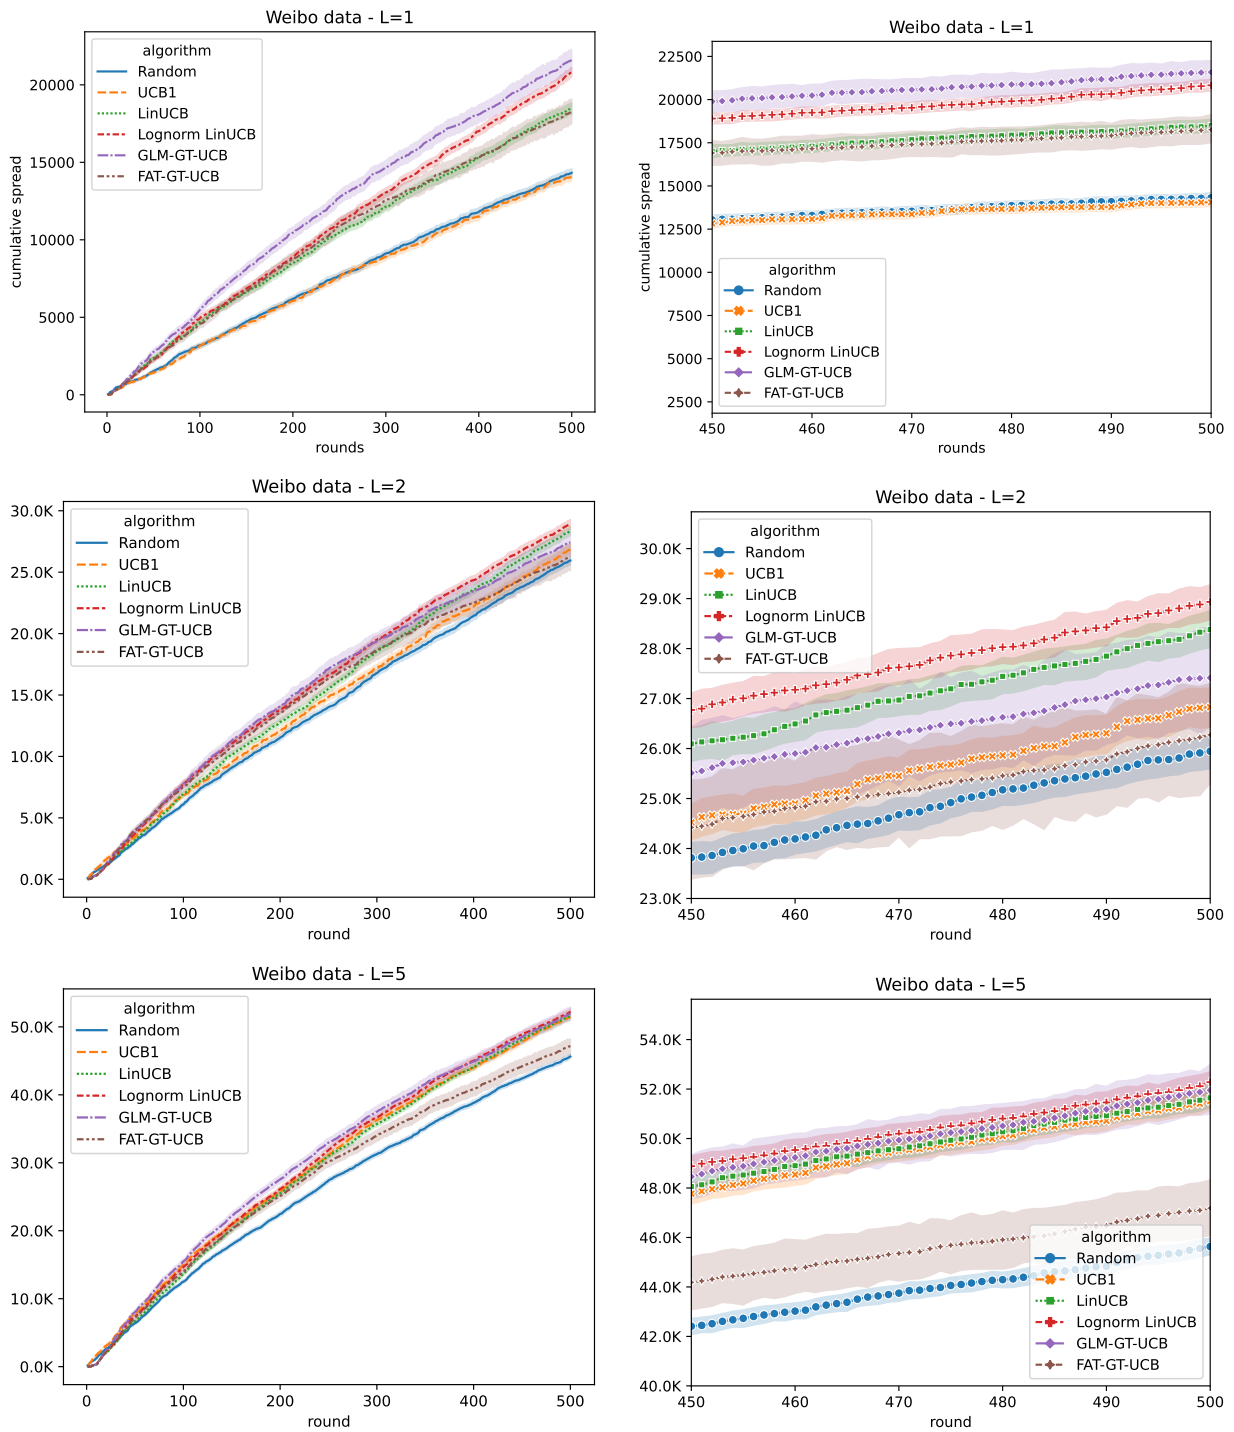 Weibo data - L=1
cumulative spread
20000
15000
10000
5000
0
algorithm
Random
UCB1
LinUCB
Lognorm LinUCB
GLM-GT-UCB
FAT-GT-UCB
0 100 200 300 400 500
rounds
Weibo data - L=1
cumulative spread
22500
20000
17500
15000
12500
10000
7500
5000
2500
algorithm
Random
UCB1
LinUCB
Lognorm LinUCB
GLM-GT-UCB
FAT-GT-UCB
450 460 470 480 490 500
rounds
Weibo data - L=2
30.0K
25.0K
20.0K
15.0K
10.0K
5.0K
0.0K
algorithm
Random
UCB1
LinUCB
Lognorm LinUCB
GLM-GT-UCB
FAT-GT-UCB
0 100 200 300 400 500
round
Weibo data - L=2
30.0K
29.0K
28.0K
27.0K
26.0K
25.0K
24.0K
23.0K
algorithm
Random
UCB1
LinUCB
Lognorm LinUCB
GLM-GT-UCB
FAT-GT-UCB
450 460 470 480 490 500
round
Weibo data - L=5
50.0K
40.0K
30.0K
20.0K
10.0K
0.0K
algorithm
Random
UCB1
LinUCB
Lognorm LinUCB
GLM-GT-UCB
FAT-GT-UCB
0 100 200 300 400 500
round
Weibo data - L=5
54.0K
52.0K
50.0K
48.0K
46.0K
44.0K
42.0K
40.0K
algorithm
Random
UCB1
LinUCB
Lognorm LinUCB
GLM-GT-UCB
FAT-GT-UCB
450 460 470 480 490 500
round